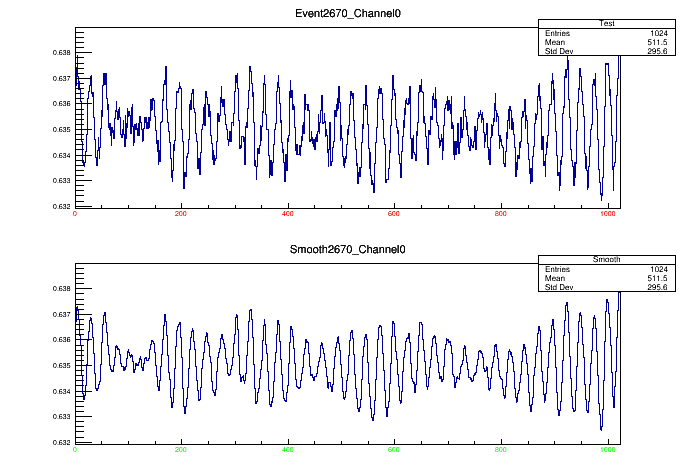 Event2670_Channel0
Test
Entries 1024
Mean 511.5
Std Dev 295.6
0.638
0.637
0.636
0.635
0.634
0.633
0.632
0 200 400 600 800 1000
Smooth2670_Channel0
Smooth
Entries 1024
Mean 511.5
Std Dev 295.6
0.638
0.637
0.636
0.635
0.634
0.633
0.632
0 200 400 600 800 1000